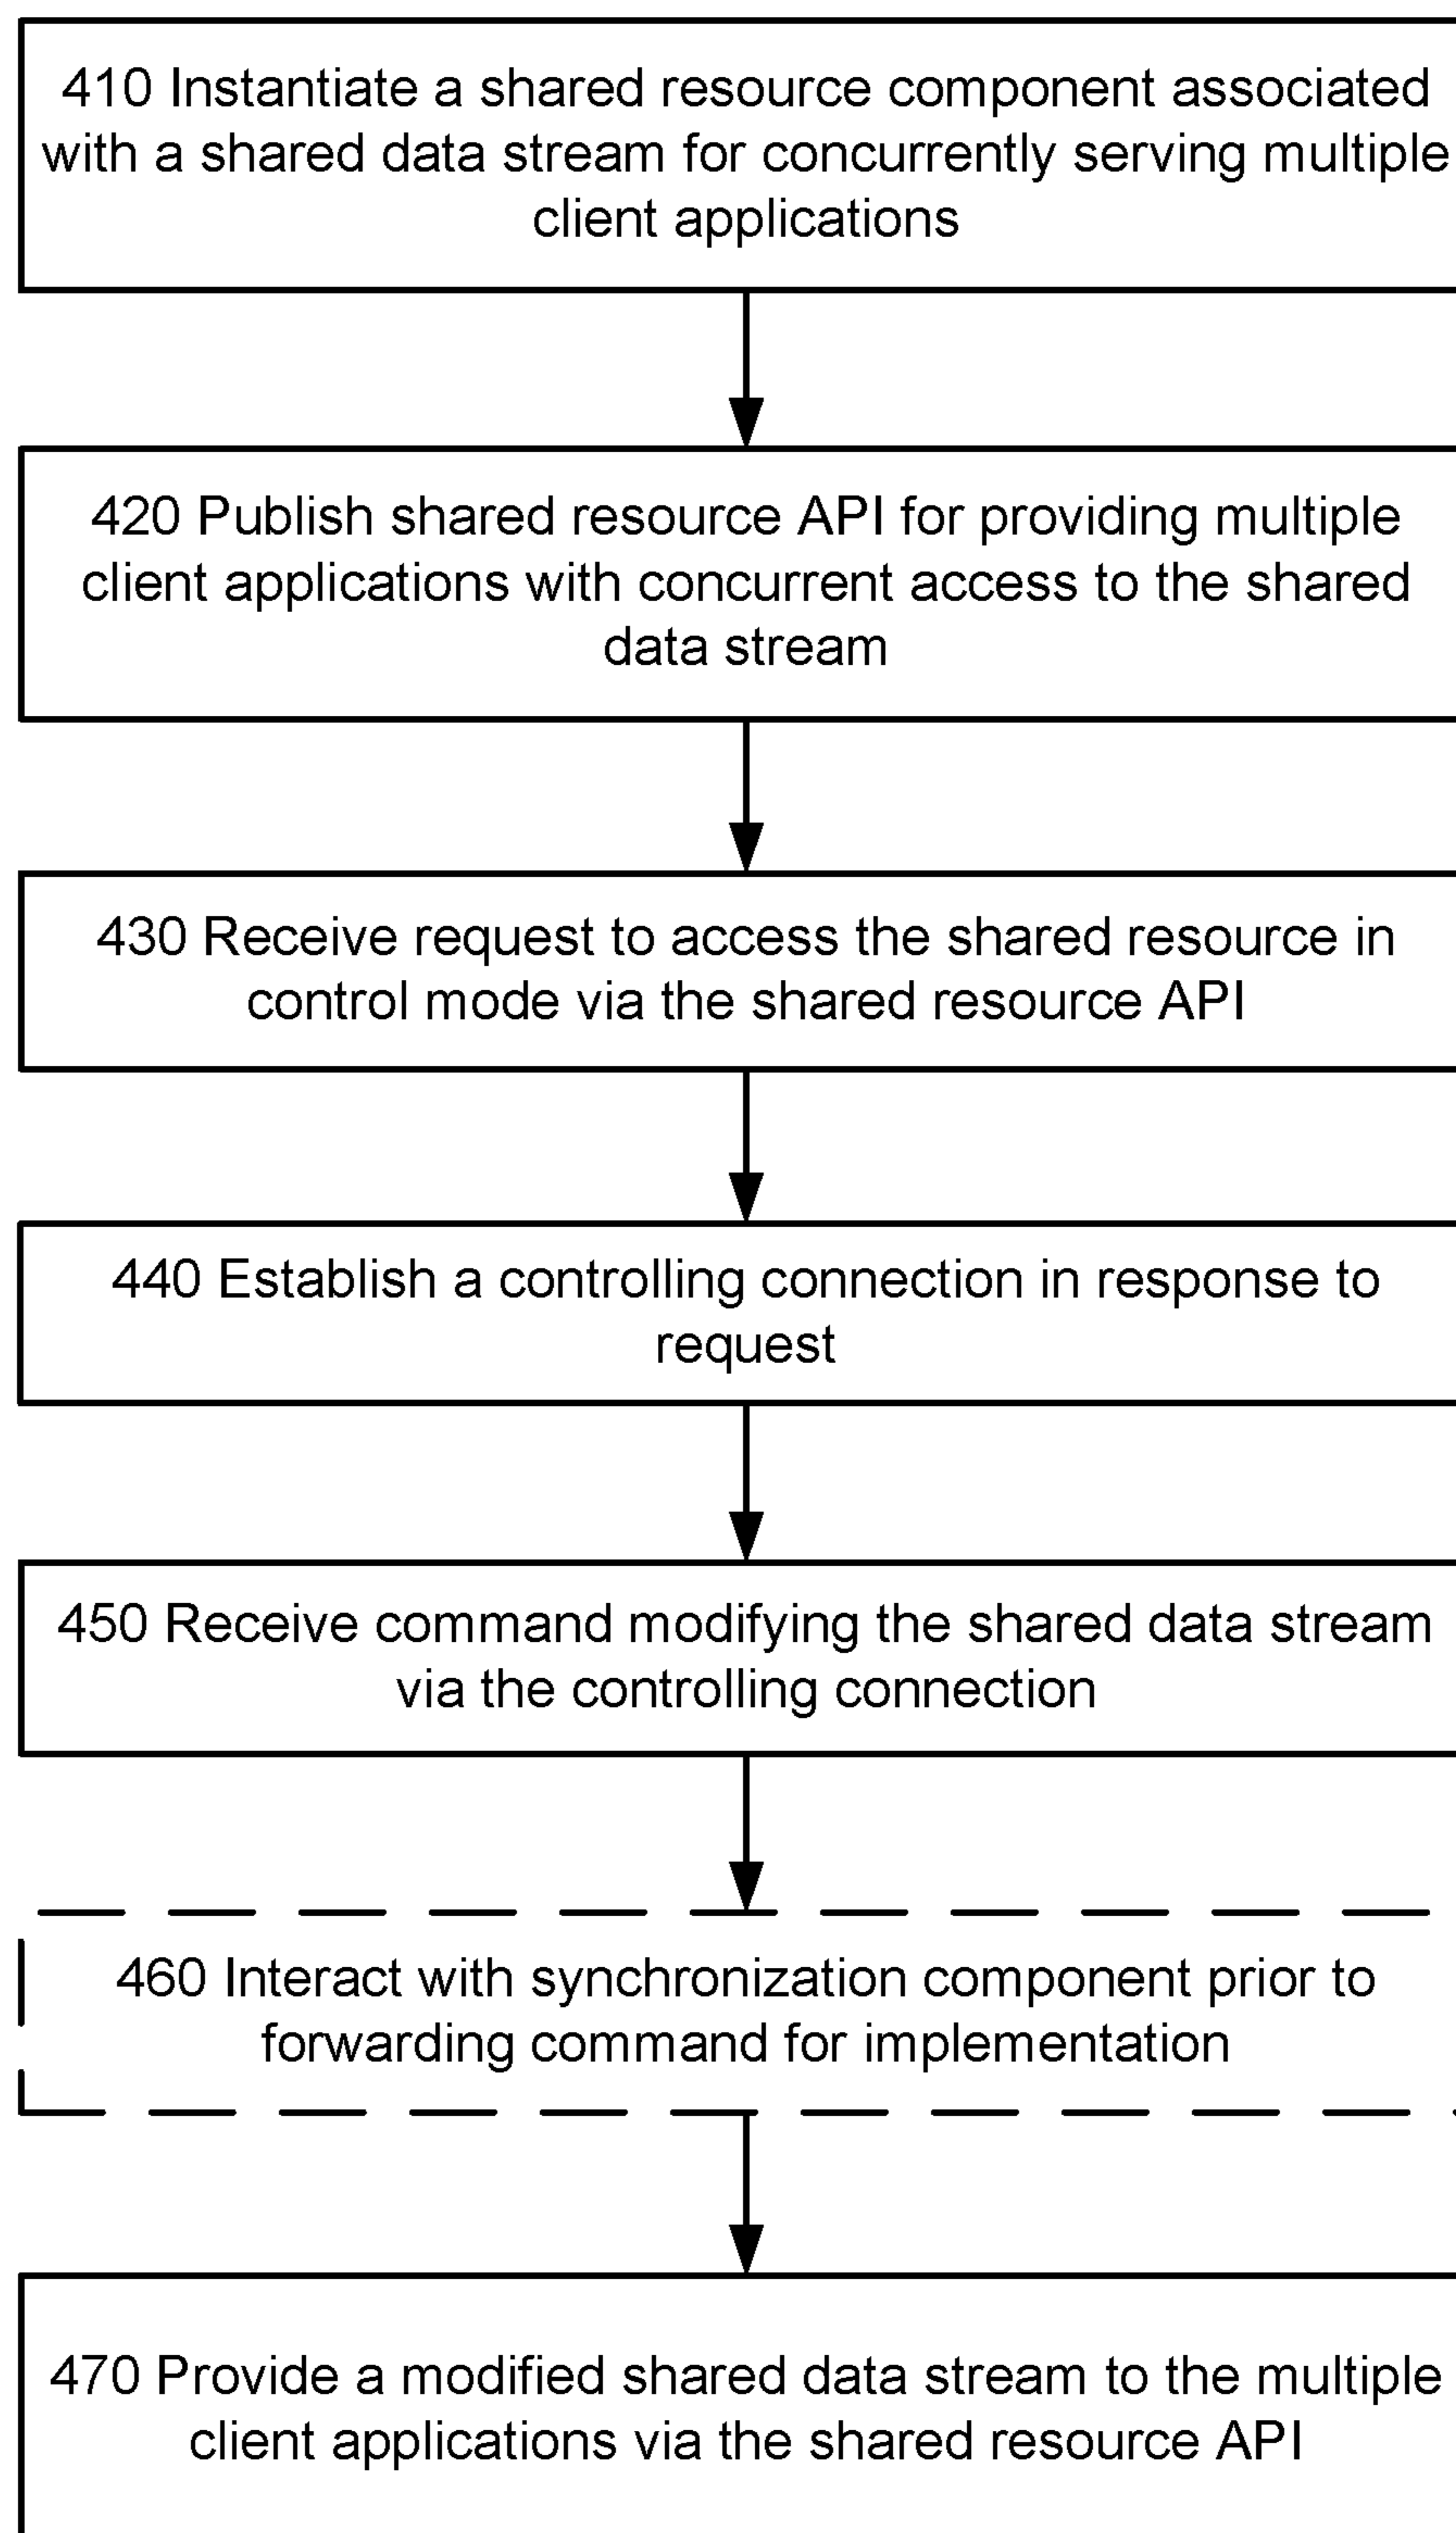 410 Instantiate a shared resource component associated
with a shared data stream for concurrently serving multiple
client applications
420 Publish shared resource API for providing multiple
client applications with concurrent access to the shared
data stream
430 Receive request to access the shared resource in
control mode via the shared resource API
440 Establish a controlling connection in response to
request
450 Receive command modifying the shared data stream
via the controlling connection
460 Interact with synchronization component prior to
forwarding command for implementation
470 Provide a modified shared data stream to the multiple
client applications via the shared resource API